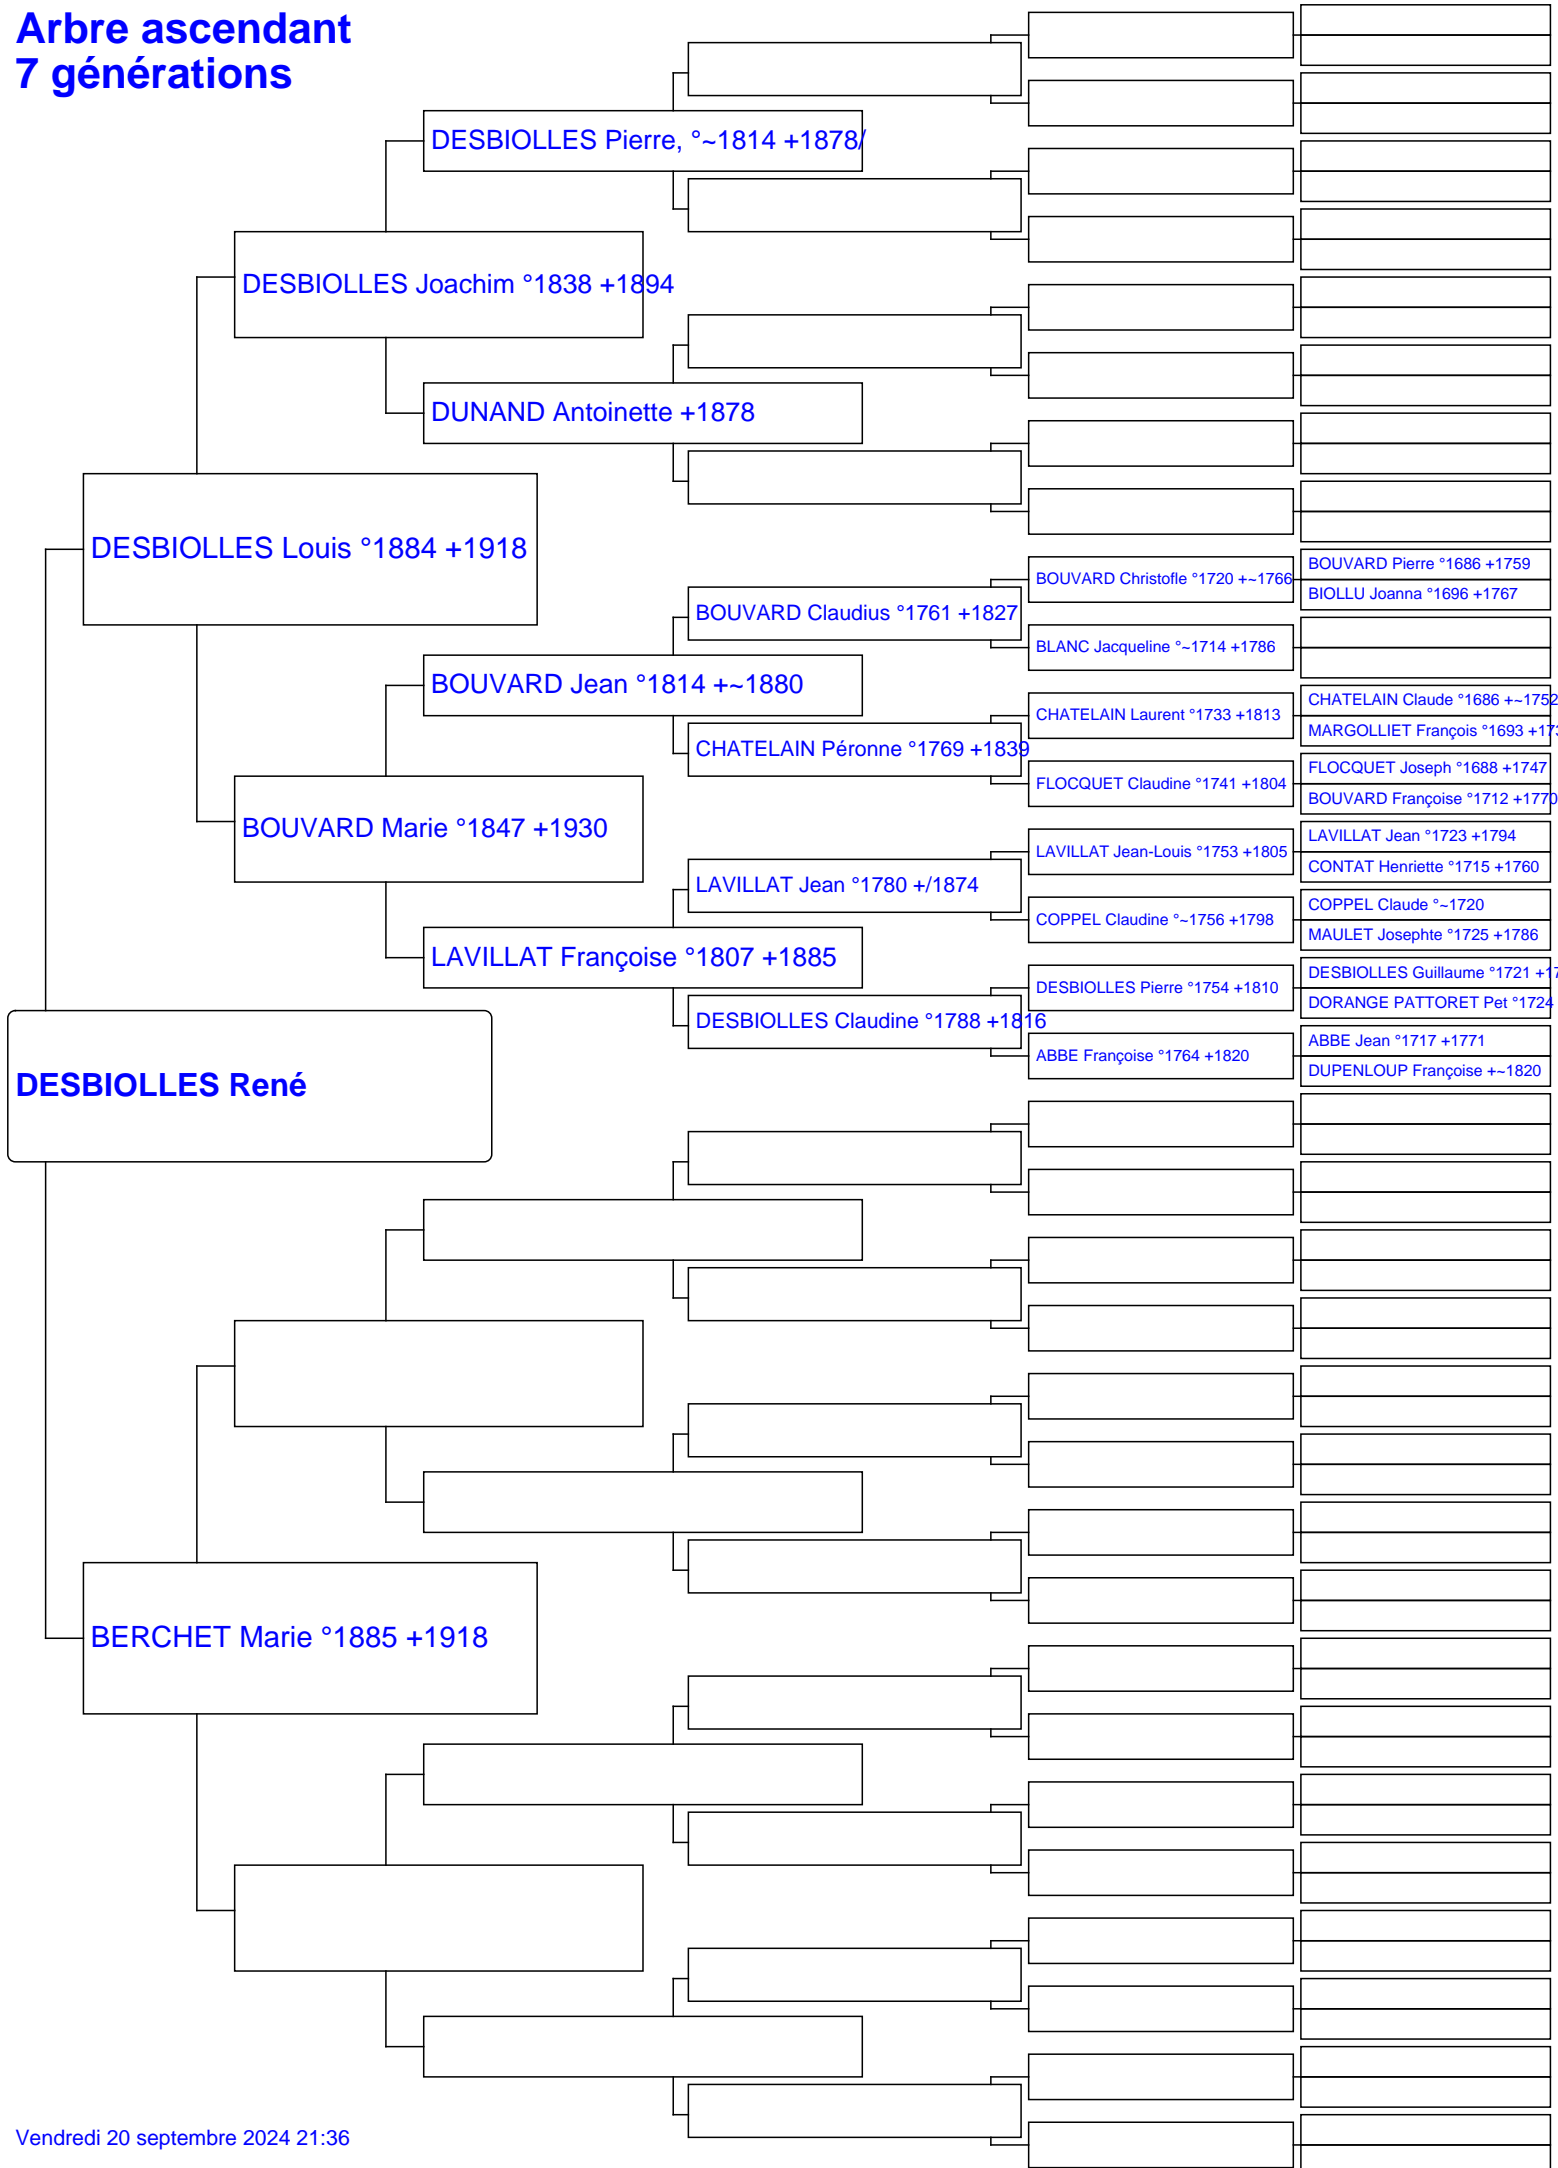 Arbre ascendant
7 générations
DESBIOLLES Pierre, °~1814 +1878/
DESBIOLLES Joachim °1838 +1894
DUNAND Antoinette +1878
DESBIOLLES Louis °1884 +1918
BOUVARD Christofle °1720 +~1766
BOUVARD Pierre °1686 +1759
BIOLLU Joanna °1696 +1767
BOUVARD Claudius °1761 +1827
BLANC Jacqueline °~1714 +1786
BOUVARD Jean °1814 +~1880
CHATELAIN Laurent °1733 +1813
CHATELAIN Claude °1686 +~1752
MARGOLLIET François °1693 +173
CHATELAIN Péronne °1769 +1839
FLOCQUET Claudine °1741 +1804
FLOCQUET Joseph °1688 +1747
BOUVARD Françoise °1712 +1770
BOUVARD Marie °1847 +1930
LAVILLAT Jean-Louis °1753 +1805
LAVILLAT Jean °1723 +1794
CONTAT Henriette °1715 +1760
LAVILLAT Jean °1780 +/1874
COPPEL Claudine °~1756 +1798
COPPEL Claude °~1720
MAULET Josephte °1725 +1786
LAVILLAT Françoise °1807 +1885
DESBIOLLES Pierre °1754 +1810
DESBIOLLES Guillaume °1721 +17
DORANGE PATTORET Pet °1724
DESBIOLLES Claudine °1788 +1816
ABBE Françoise °1764 +1820
ABBE Jean °1717 +1771
DUPENLOUP Françoise +~1820
DESBIOLLES René
BERCHET Marie °1885 +1918
Vendredi 20 septembre 2024 21:36